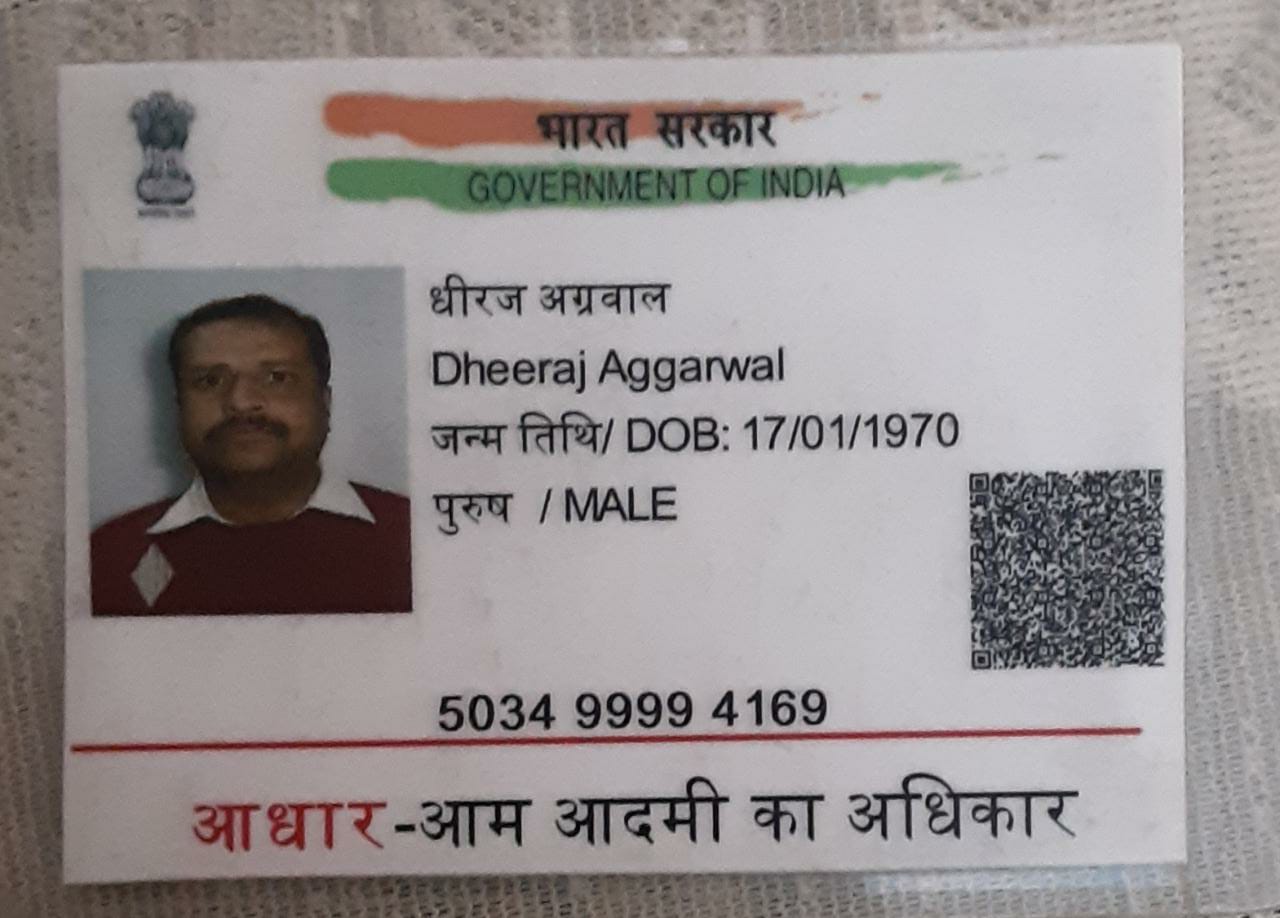 भारत सरकार
GOVERNMENT OF INDIA
धीरज अग्रवाल
Dheeraj Aggarwal
जन्म तिथि/ DOB: 17/01/1970
पुरुष / MALE
5034 9999 4169
आधार-आम आदमी का अधिकार